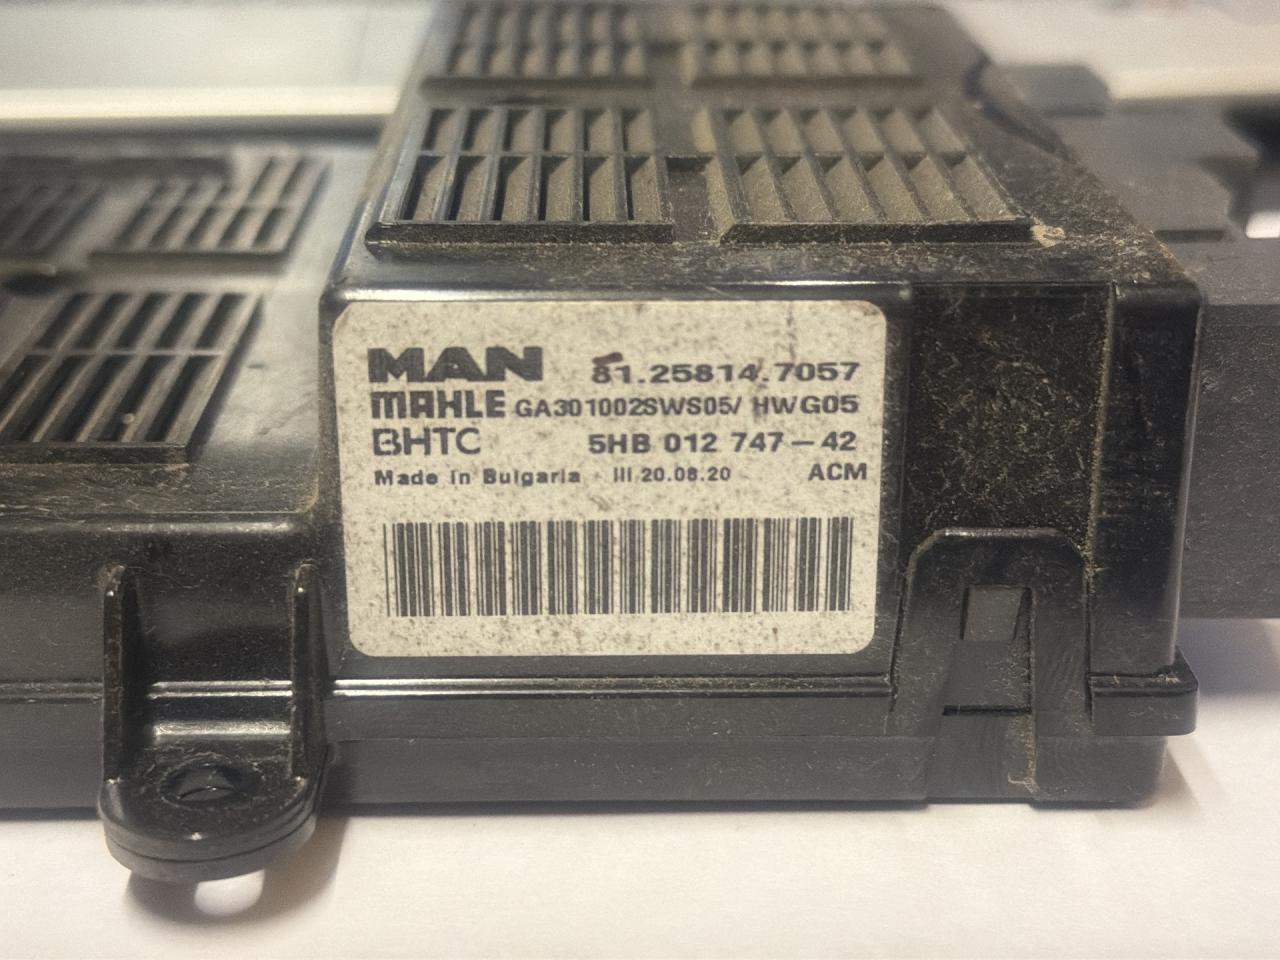 MAN 81.25814.7057
MAHLE GA301002SWS05/ HWG05
BHTC 5HB 012 747-42
Made in Bulgaria III 20.08.20 ACM